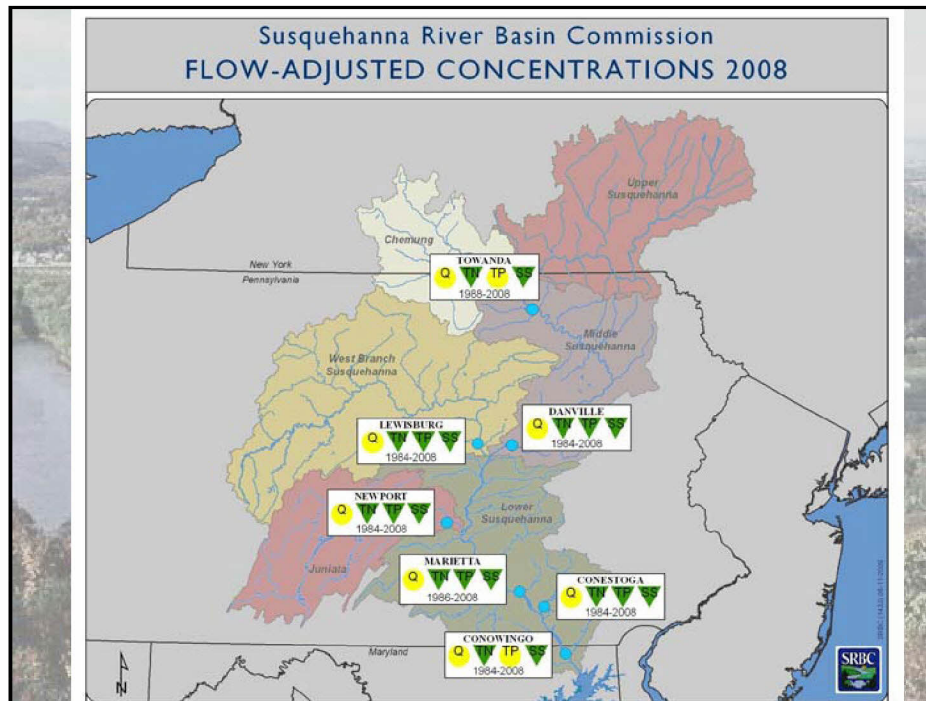 Susquehanna River Basin Commission
FLOW-ADJUSTED CONCENTRATIONS 2008
Upper
Susquehanna
Chemung
New York
Pennsylvania
TOWANDA
Q TN TP SS
1988-2008
Middle
Susquehanna
West Branch
Susquehanna
DANVILLE
Q TN TP SS
1984-2008
LEWISBURG
Q TN TP SS
1984-2008
NEWPORT
Q TN TP SS
1984-2008
Lower
Susquehanna
Juniata
MARIETTA
Q TN TP SS
1986-2008
CONESTOGA
Q TN TP SS
1984-2008
CONOWINGO
Q TN TP SS
1984-2008
Maryland
N
SRBC